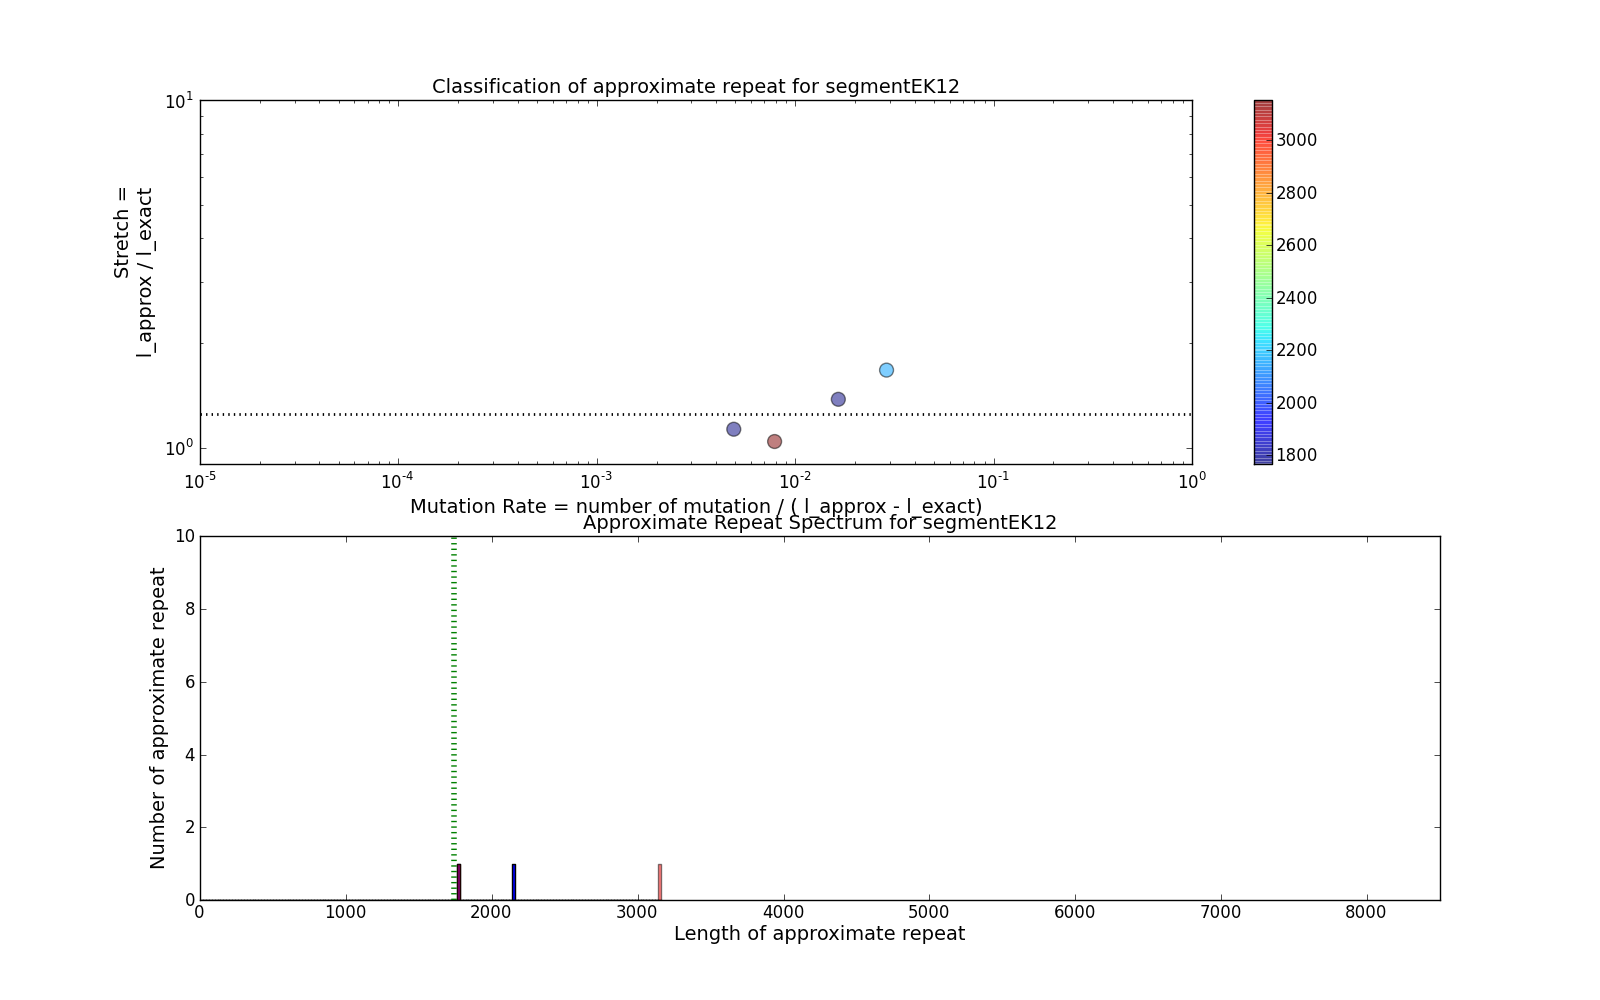 Classification of approximate repeat for segmentEK12
10^1
10^0
Stretch =
l_approx / l_exact
10^-5 10^-4 10^-3 10^-2 10^-1 10^0
Mutation Rate = number of mutation / ( l_approx - l_exact)
3000
2800
2600
2400
2200
2000
1800
Approximate Repeat Spectrum for segmentEK12
10
8
6
4
2
0
Number of approximate repeat
0 1000 2000 3000 4000 5000 6000 7000 8000
Length of approximate repeat